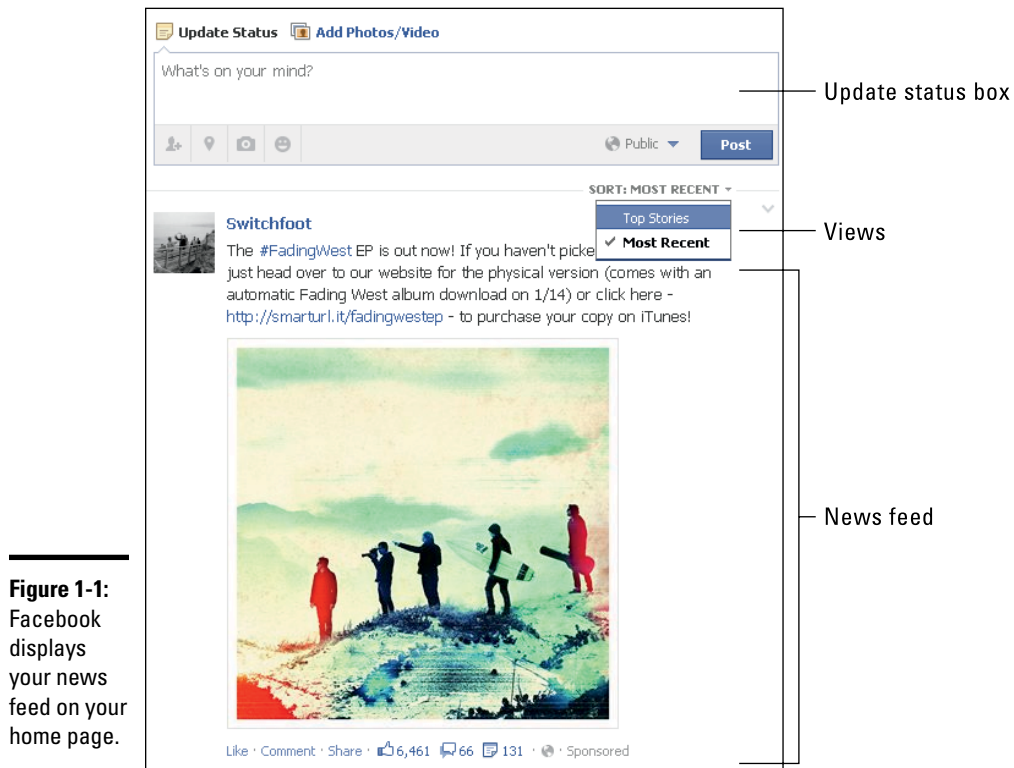 Update Status Add Photos/Video
What's on your mind?
Public
Post
Update status box
SORT: MOST RECENT
Top Stories
Most Recent
Views
Switchfoot
The #FadingWest EP is out now! If you haven't picke
just head over to our website for the physical version (comes with an
automatic Fading West album download on 1/14) or click here -
http://smarturl.it/fadingwestep - to purchase your copy on iTunes!
News feed
Like · Comment · Share · 6,461 66 131 · · Sponsored
Figure 1-1:
Facebook
displays
your news
feed on your
home page.